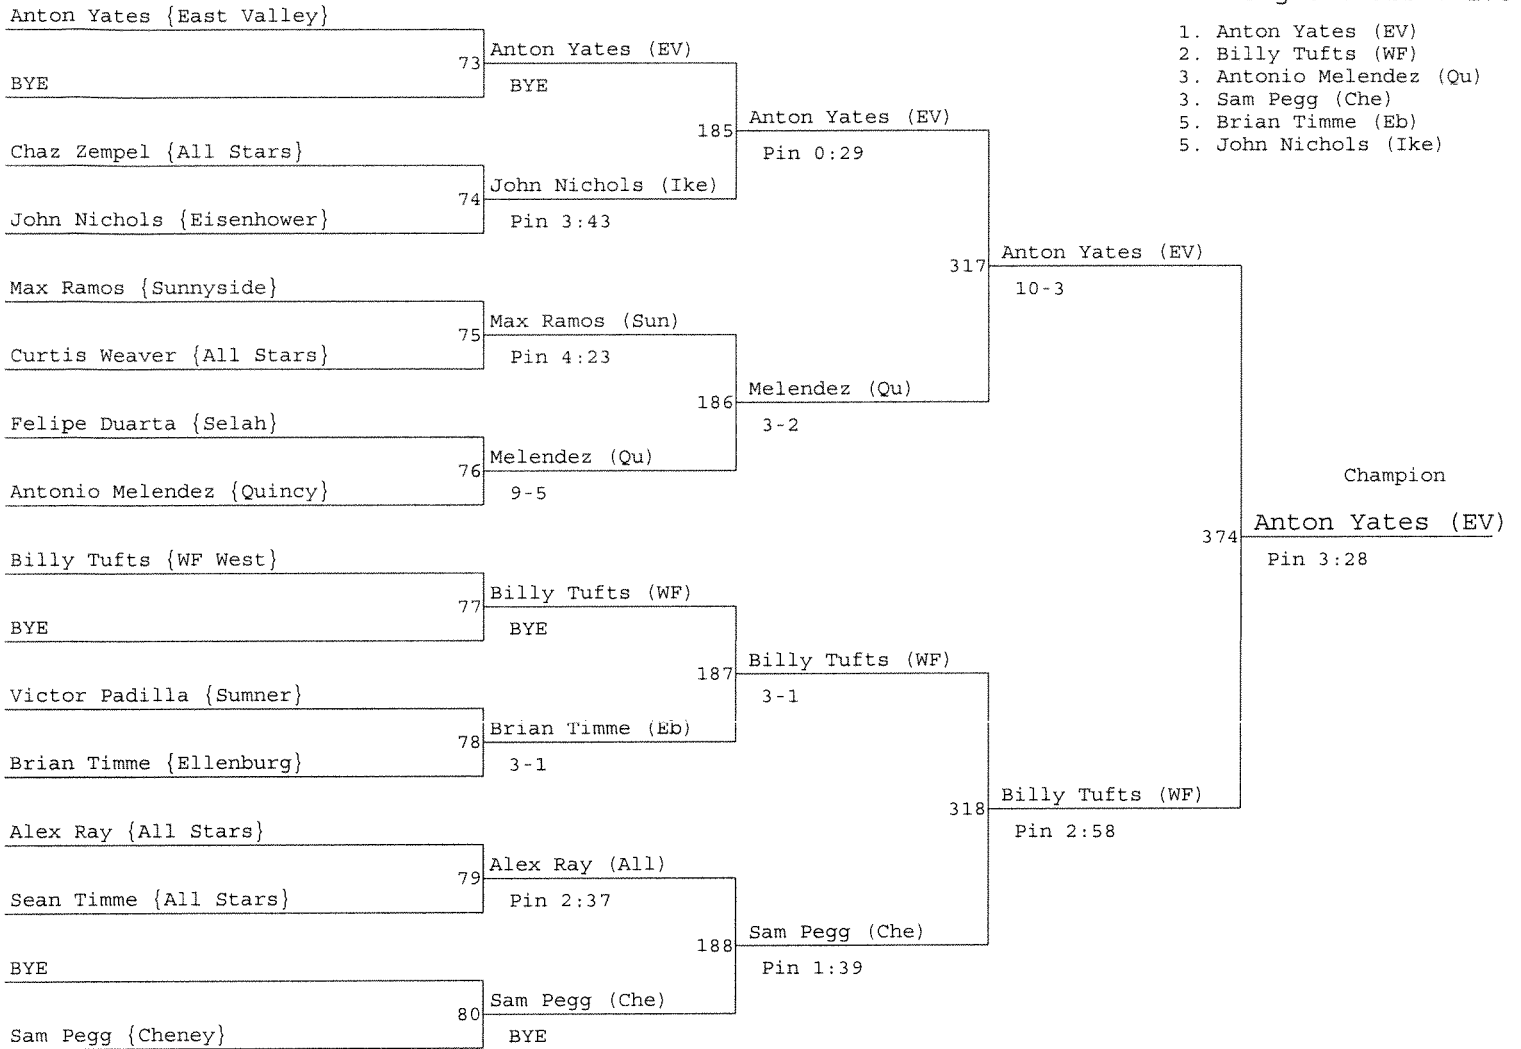 Anton Yates {East Valley}
BYE
Chaz Zempel {All Stars}
John Nichols {Eisenhower}
Max Ramos {Sunnyside}
Curtis Weaver {All Stars}
Felipe Duarta {Selah}
Antonio Melendez {Quincy}
Billy Tufts {WF West}
BYE
Victor Padilla {Sumner}
Brian Timme {Ellenburg}
Alex Ray {All Stars}
Sean Timme {All Stars}
BYE
Sam Pegg {Cheney}
73
Anton Yates (EV)
BYE
74
John Nichols (Ike)
Pin 3:43
75
Max Ramos (Sun)
Pin 4:23
76
Melendez (Qu)
9-5
77
Billy Tufts (WF)
BYE
78
Brian Timme (Eb)
3-1
79
Alex Ray (All)
Pin 2:37
80
Sam Pegg (Che)
BYE
185
Anton Yates (EV)
Pin 0:29
186
Melendez (Qu)
3-2
187
Billy Tufts (WF)
3-1
188
Sam Pegg (Che)
Pin 1:39
317
Anton Yates (EV)
10-3
318
Billy Tufts (WF)
Pin 2:58
Champion
374
Anton Yates (EV)
Pin 3:28
1. Anton Yates (EV)
2. Billy Tufts (WF)
3. Antonio Melendez (Qu)
3. Sam Pegg (Che)
5. Brian Timme (Eb)
5. John Nichols (Ike)